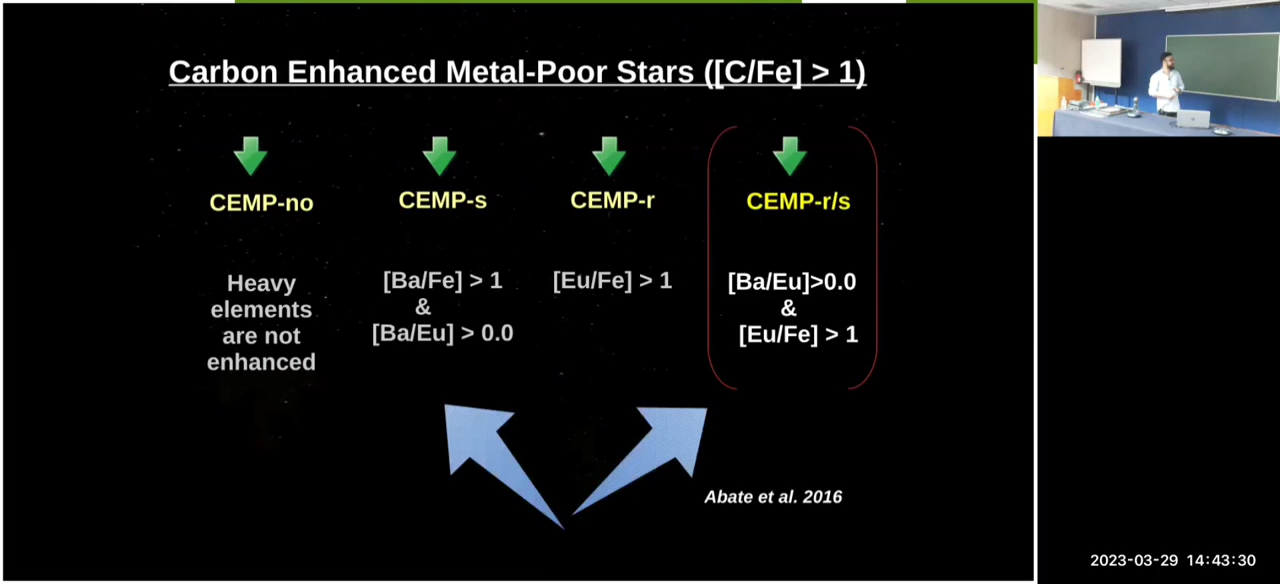 Carbon Enhanced Metal-Poor Stars ([C/Fe] > 1)
CEMP-no
CEMP-s
CEMP-r
CEMP-r/s
Heavy
elements
are not
enhanced
[Ba/Fe] > 1
&
[Ba/Eu] > 0.0
[Eu/Fe] > 1
[Ba/Eu]>0.0
&
[Eu/Fe] > 1
Abate et al. 2016
2023-03-29 14:43:30